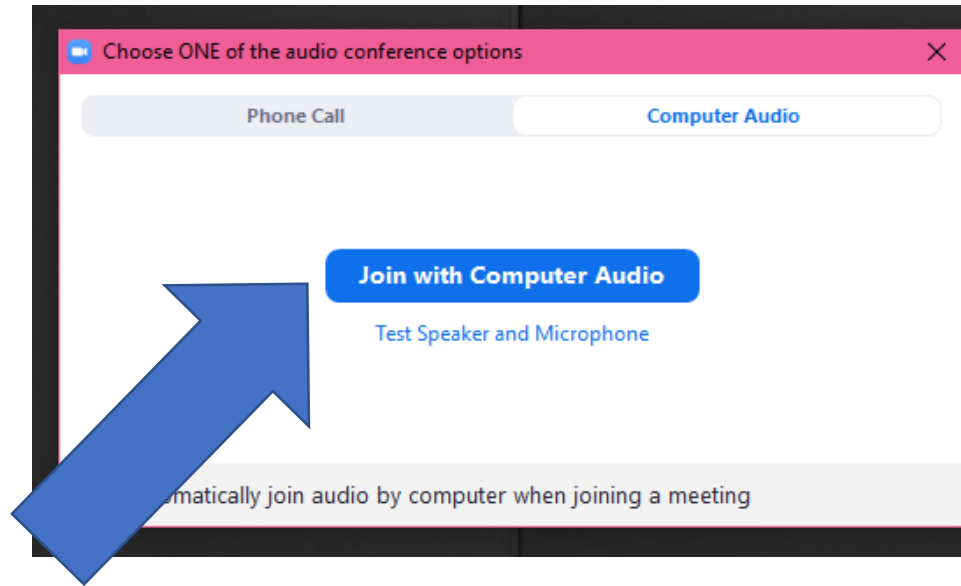 Choose ONE of the audio conference options
Phone Call
Computer Audio
Join with Computer Audio
Test Speaker and Microphone
join audio by computer when joining a meeting